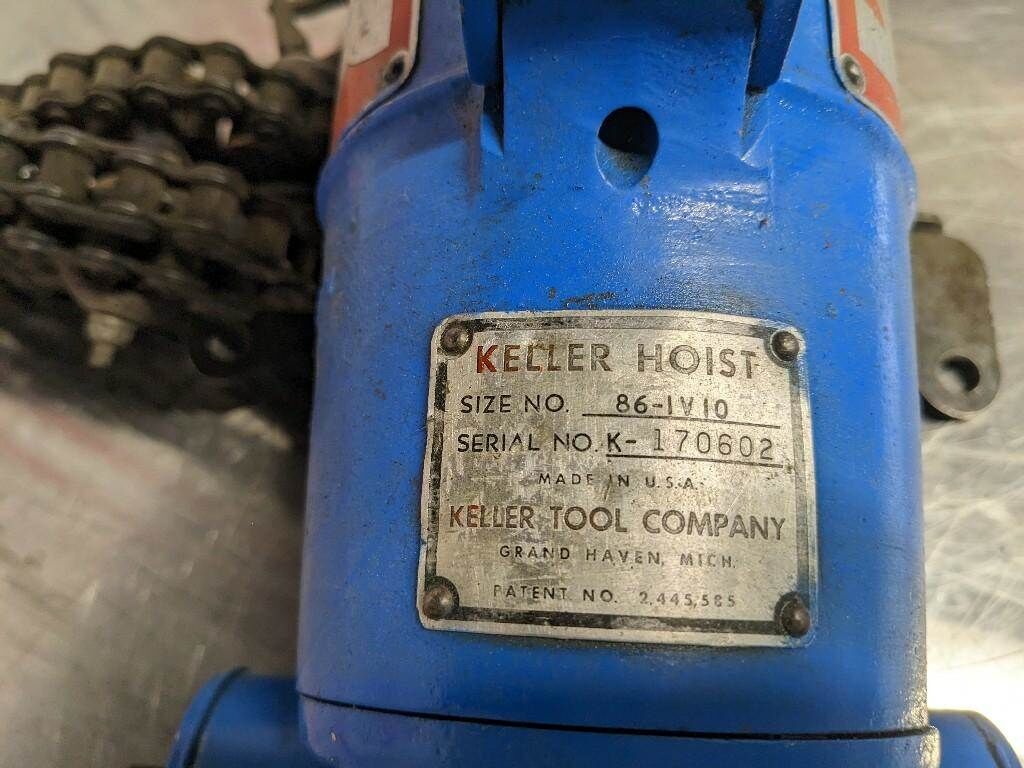 KELLER HOIST
SIZE NO. 86-1V10
SERIAL NO. K-170602
MADE IN U.S.A.
KELLER TOOL COMPANY
GRAND HAVEN, MICH.
PATENT NO. 2,445,585